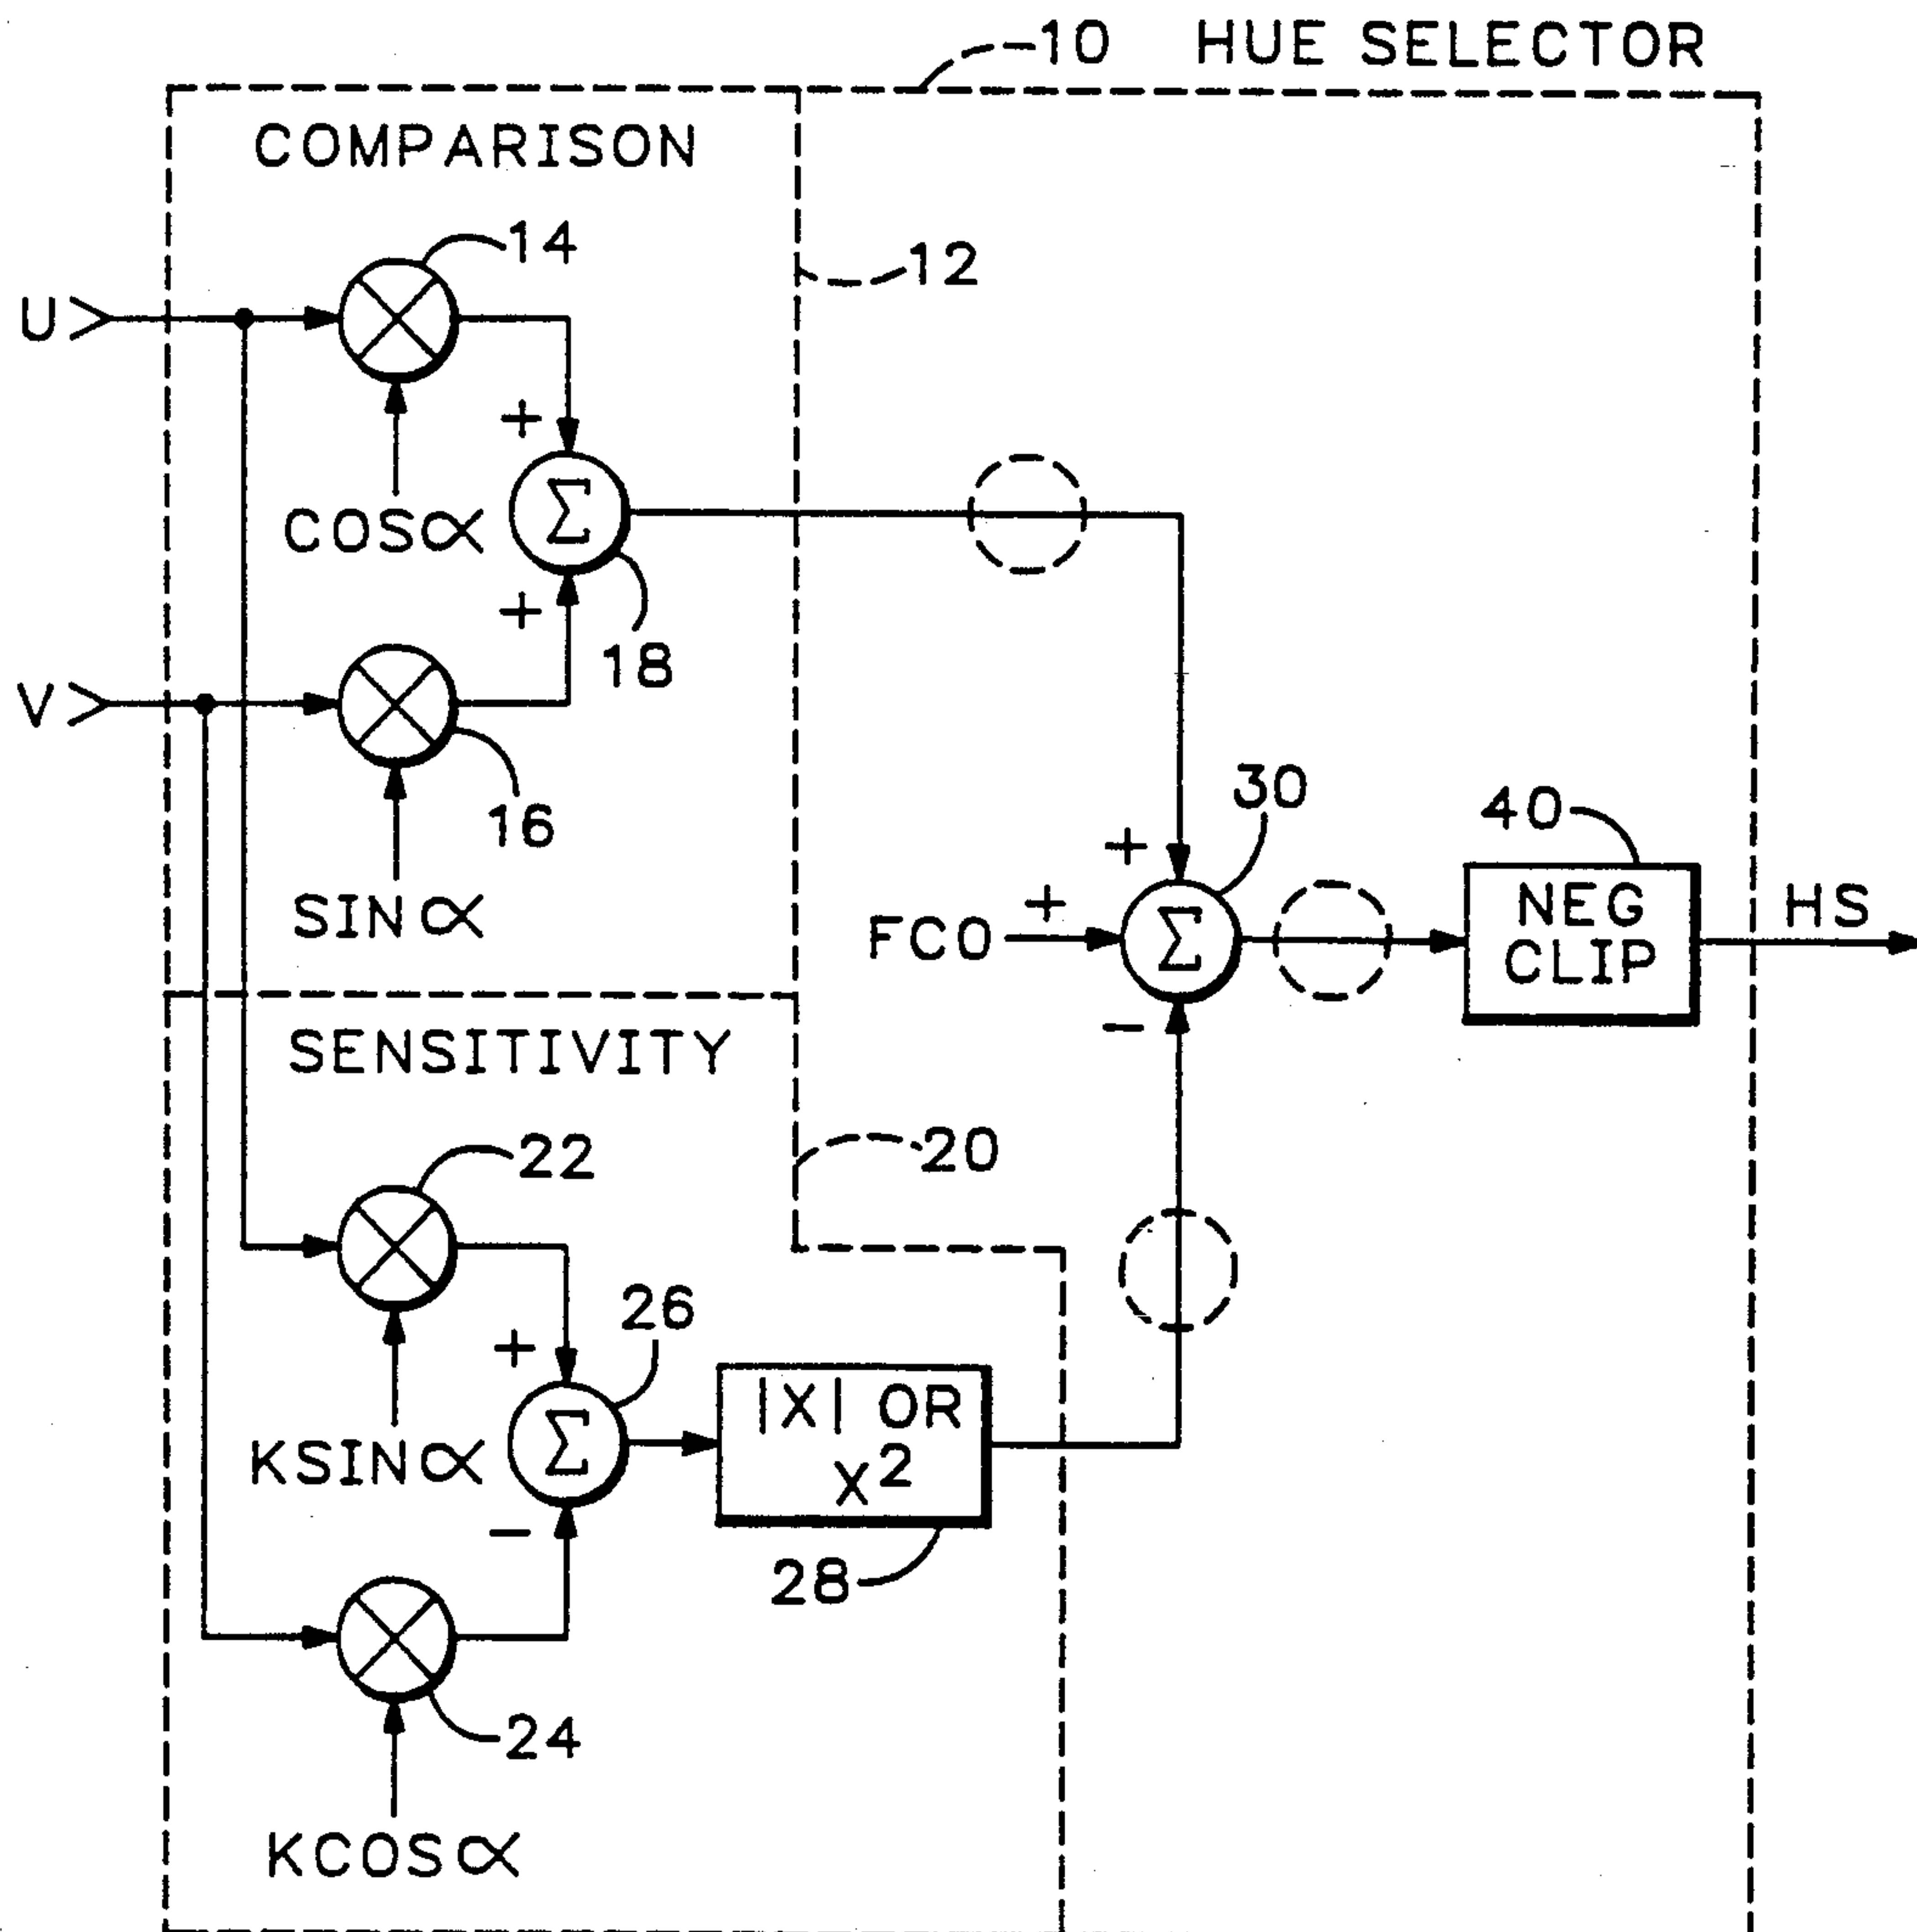 10 HUE SELECTOR
COMPARISON
14
12
U
+
COS∝
Σ
+
18
V
16
SIN∝
30
40
+
+
FCO
Σ
NEG
CLIP
HS
−
SENSITIVITY
20
22
26
+
|X| OR
X²
KSIN∝
Σ
−
28
24
KCOS∝